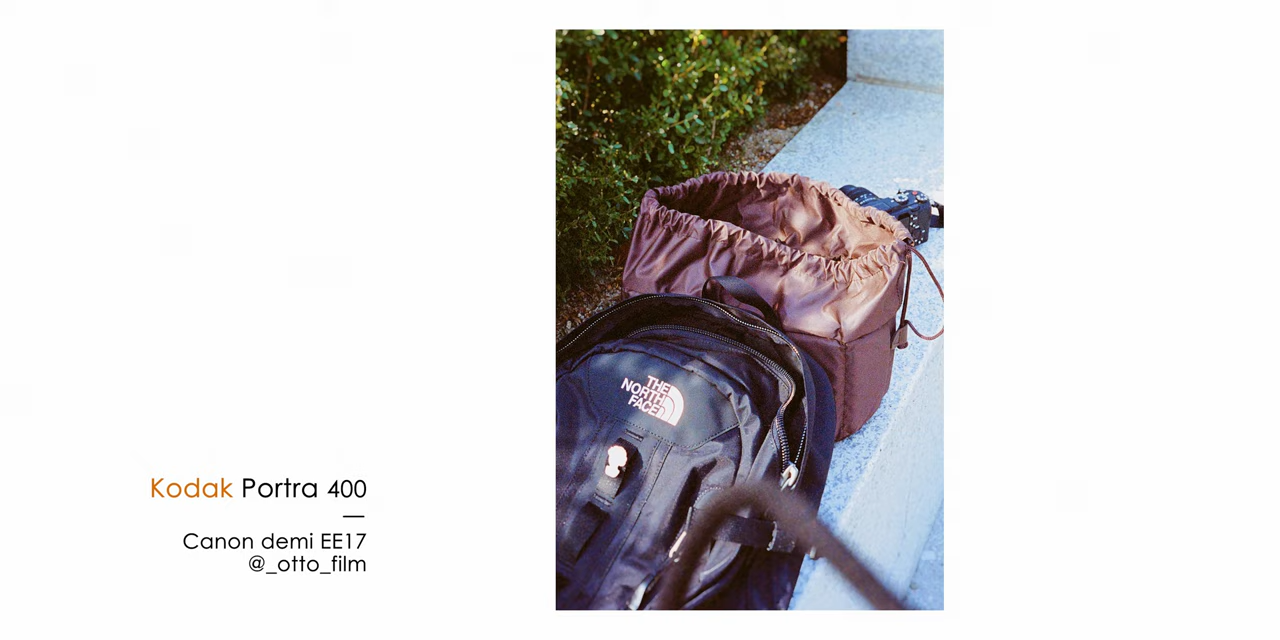 Kodak Portra 400
Canon demi EE17
@_otto_film
THE
NORTH
FACE